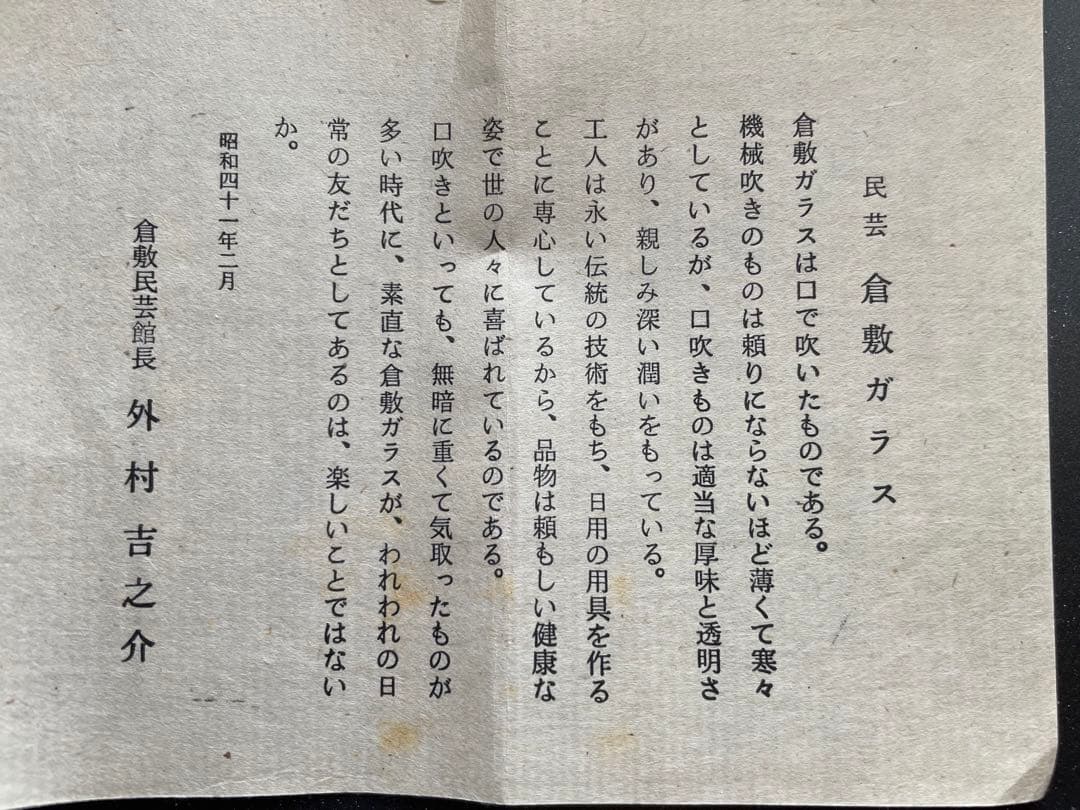 民芸 倉敷ガラス
倉敷ガラスは口で吹いたものである。
機械吹きのものは頼りにならないほど薄くて寒々
としているが、口吹きものは適当な厚味と透明さ
があり、親しみ深い潤いをもっている。
工人は永い伝統の技術をもち、日用の用具を作る
ことに専心しているから、品物は頼もしい健康な
姿で世の人々に喜ばれているのである。
口吹きといっても、無暗に重くて気取ったものが
多い時代に、素直な倉敷ガラスが、われわれの日
常の友だちとしてあるのは、楽しいことではない
か。
昭和四十一年二月
倉敷民芸館長 外村吉之介